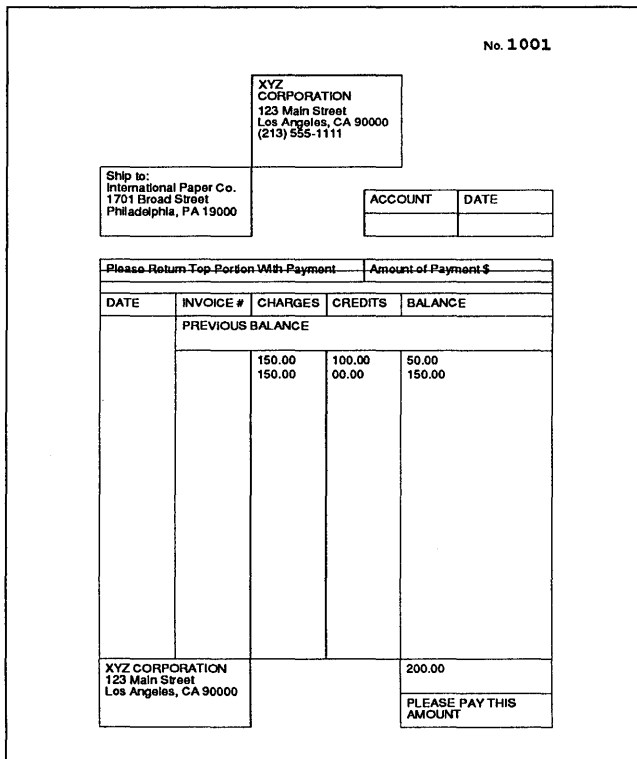 No. 1001
XYZ
CORPORATION
123 Main Street
Los Angeles, CA 90000
(213) 555-1111
Ship to:
International Paper Co.
1701 Broad Street
Philadelphia, PA 19000
ACCOUNT DATE
Please Return Top Portion With Payment Amount of Payment $
DATE INVOICE # CHARGES CREDITS BALANCE
PREVIOUS BALANCE
150.00 100.00 50.00
150.00 00.00 150.00
XYZ CORPORATION
123 Main Street
Los Angeles, CA 90000
200.00
PLEASE PAY THIS
AMOUNT